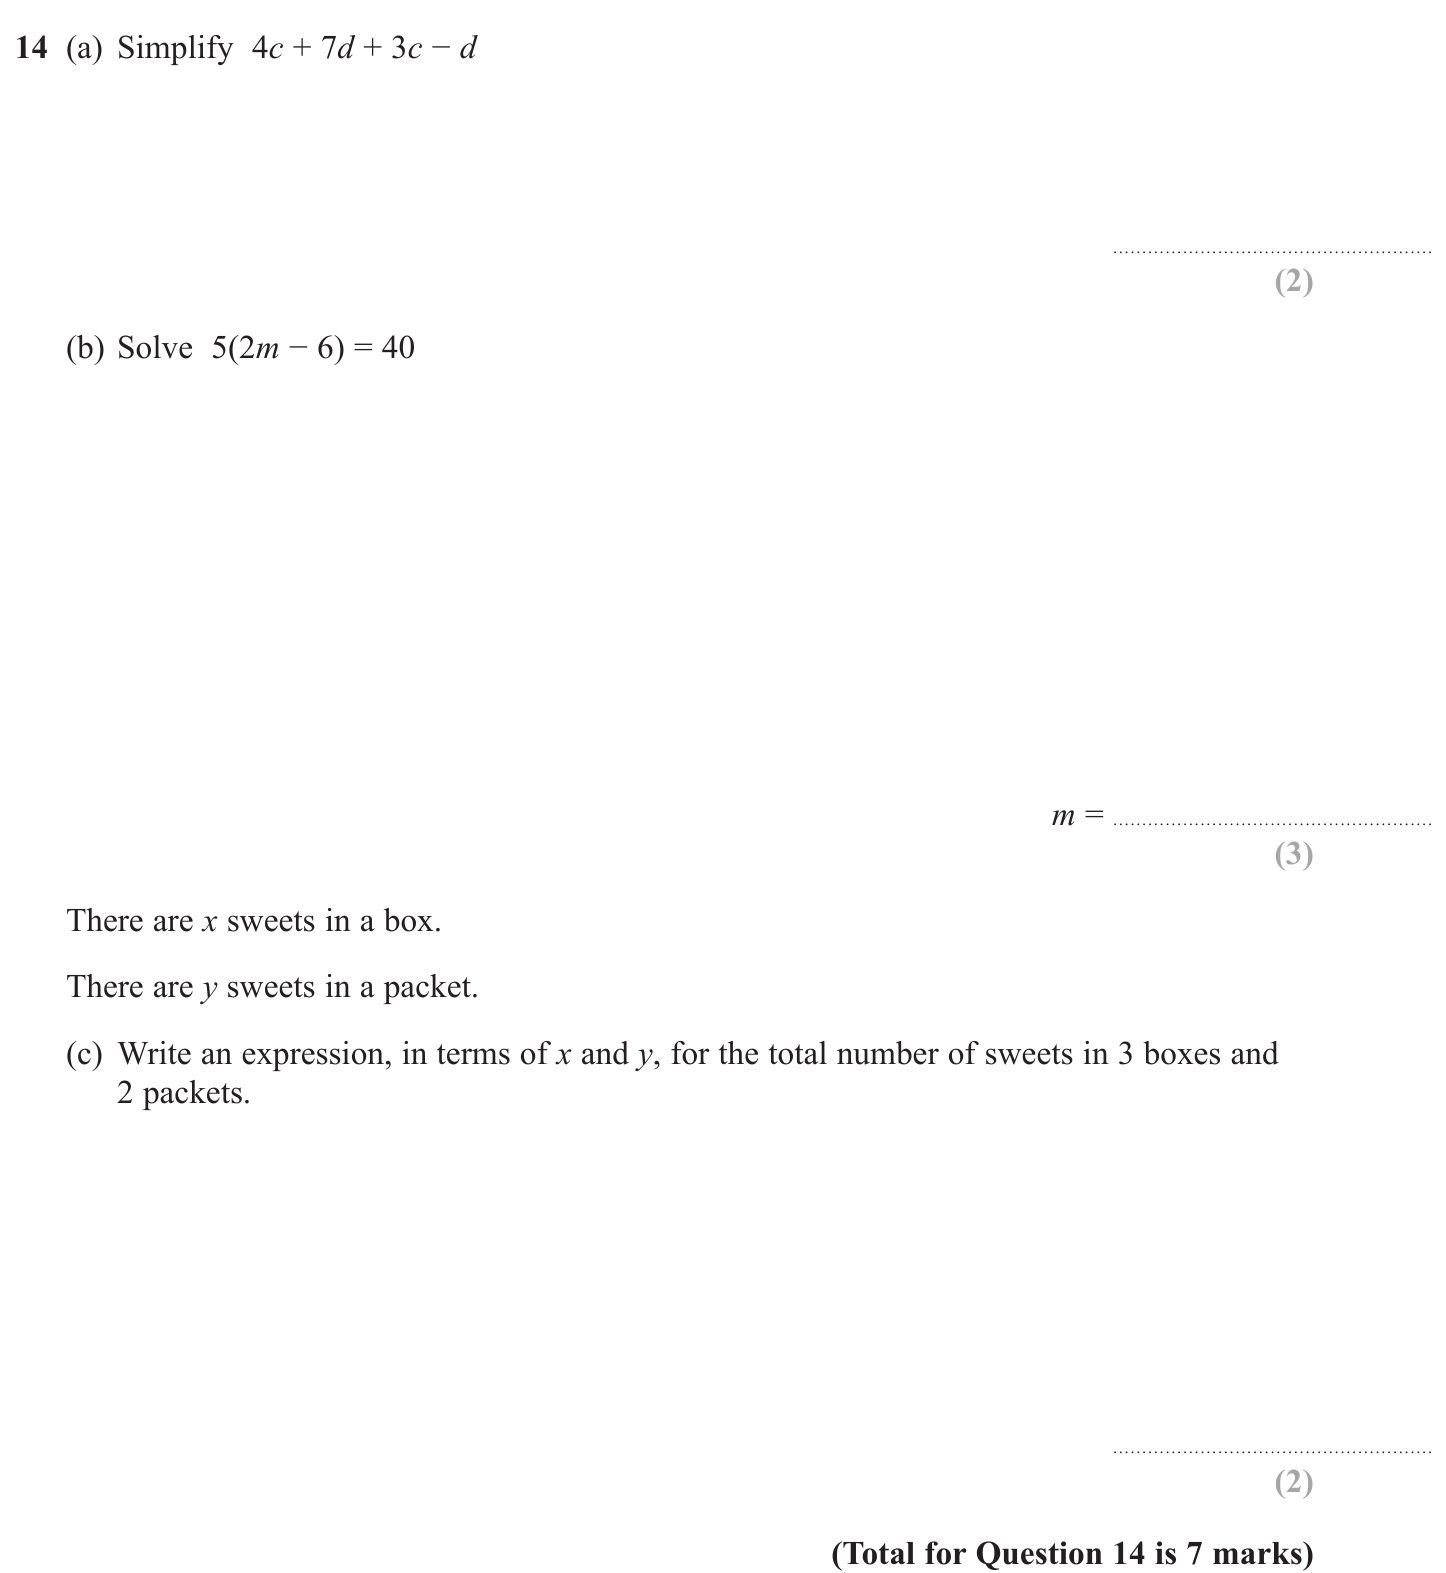 14 (a) Simplify 4c + 7d + 3c − d
(2)
(b) Solve 5(2m − 6) = 40
m = ............................................................
(3)
There are x sweets in a box.
There are y sweets in a packet.
(c) Write an expression, in terms of x and y, for the total number of sweets in 3 boxes and
2 packets.
(2)
(Total for Question 14 is 7 marks)